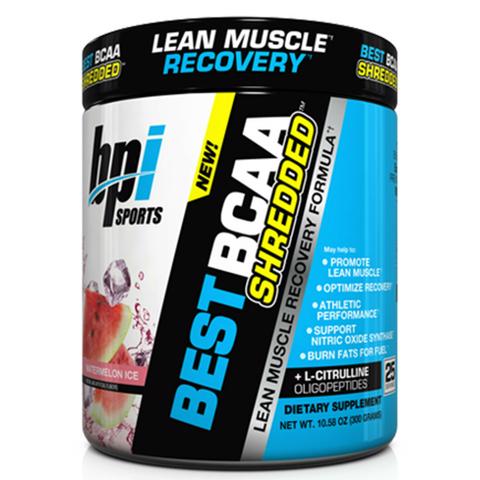 LEAN MUSCLE†
RECOVERY†
BEST BCAA
SHREDDED™
BEST BCAA
SHREDDED
bpi
SPORTS
NEW!
BEST BCAA
SHREDDED™
LEAN MUSCLE RECOVERY FORMULA*†
WATERMELON ICE
May help to:
• PROMOTE
LEAN MUSCLE†
• OPTIMIZE RECOVERY†
• ATHLETIC
PERFORMANCE†
• SUPPORT
NITRIC OXIDE SYNTHASE†
• BURN FATS FOR FUEL†
+ L-CITRULLINE
OLIGOPEPTIDES
25
DIETARY SUPPLEMENT
NET WT. 10.58 OZ (300 GRAMS)